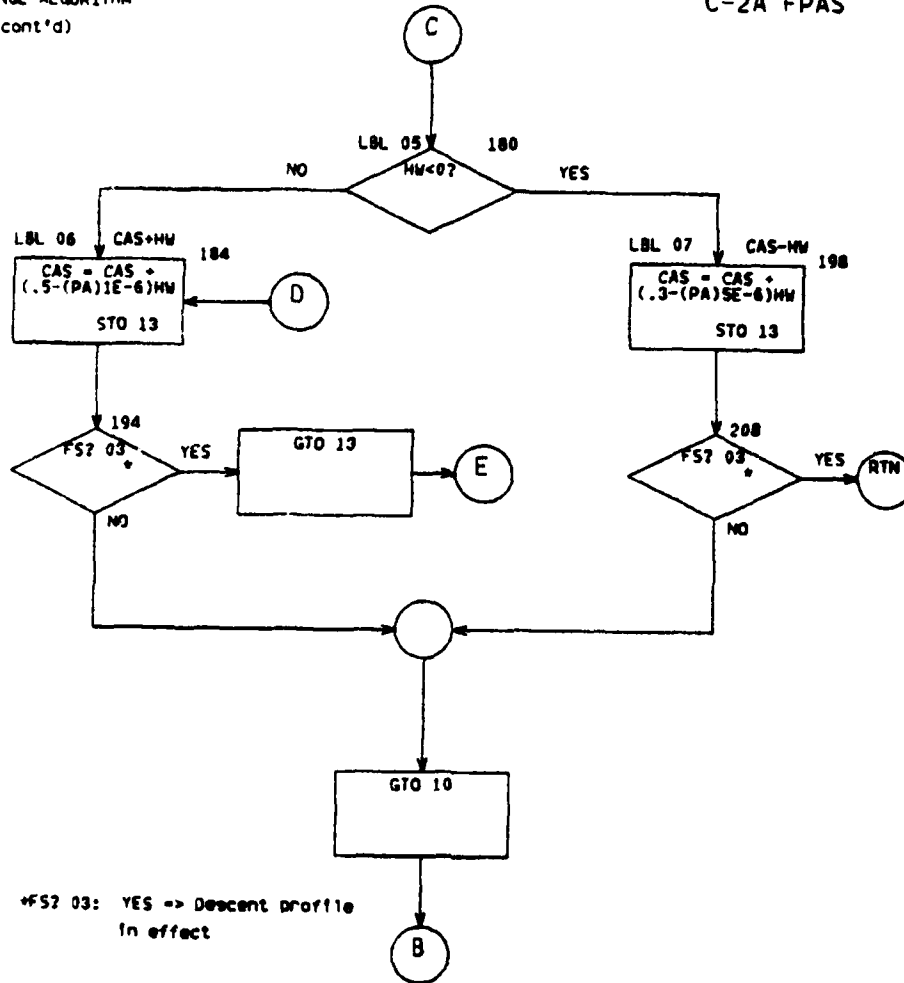 ALGORITHM
cont'd)
C-2A FPAS
C
LBL 05 180
HW<0?
NO YES
LBL 06 CAS+HW 184
CAS = CAS +
(.5-(PA)1E-6)HW
STO 13
D
LBL 07 CAS-HW 198
CAS = CAS +
(.3-(PA)5E-6)HW
STO 13
194
FS? 03
*
YES
NO
GTO 13
E
208
FS? 03
*
YES
NO
RTN
GTO 10
*FS? 03: YES => Descent profile
in effect
B